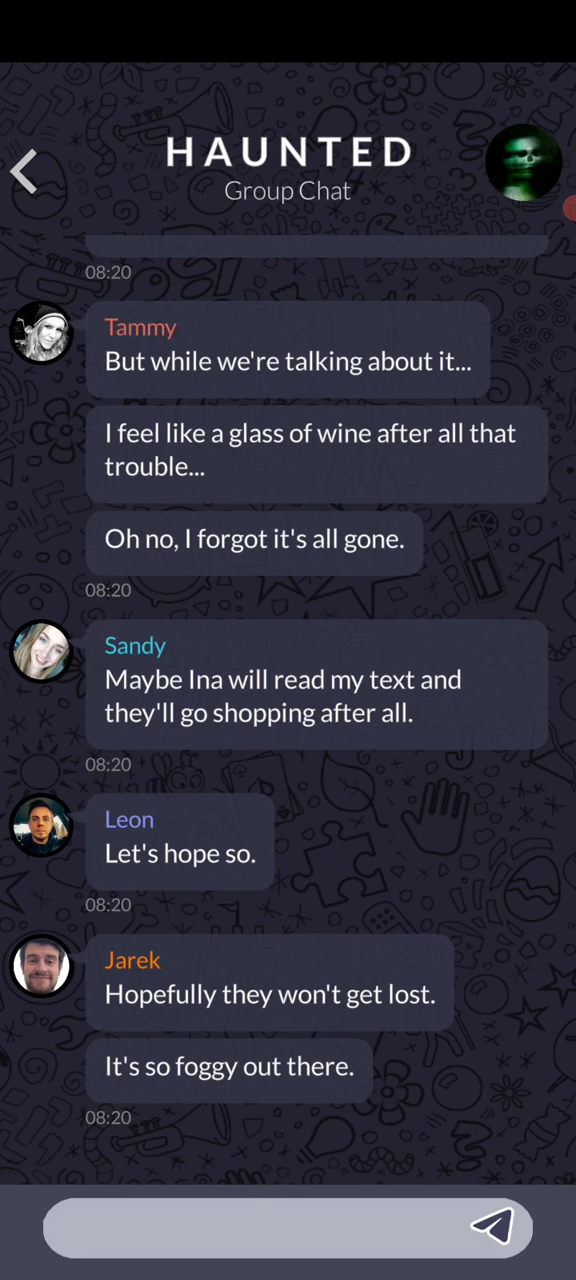 HAUNTED
Group Chat
08:20
Tammy
But while we're talking about it...
I feel like a glass of wine after all that
trouble...
Oh no, I forgot it's all gone.
08:20
Sandy
Maybe Ina will read my text and
they'll go shopping after all.
08:20
Leon
Let's hope so.
08:20
Jarek
Hopefully they won't get lost.
It's so foggy out there.
08:20